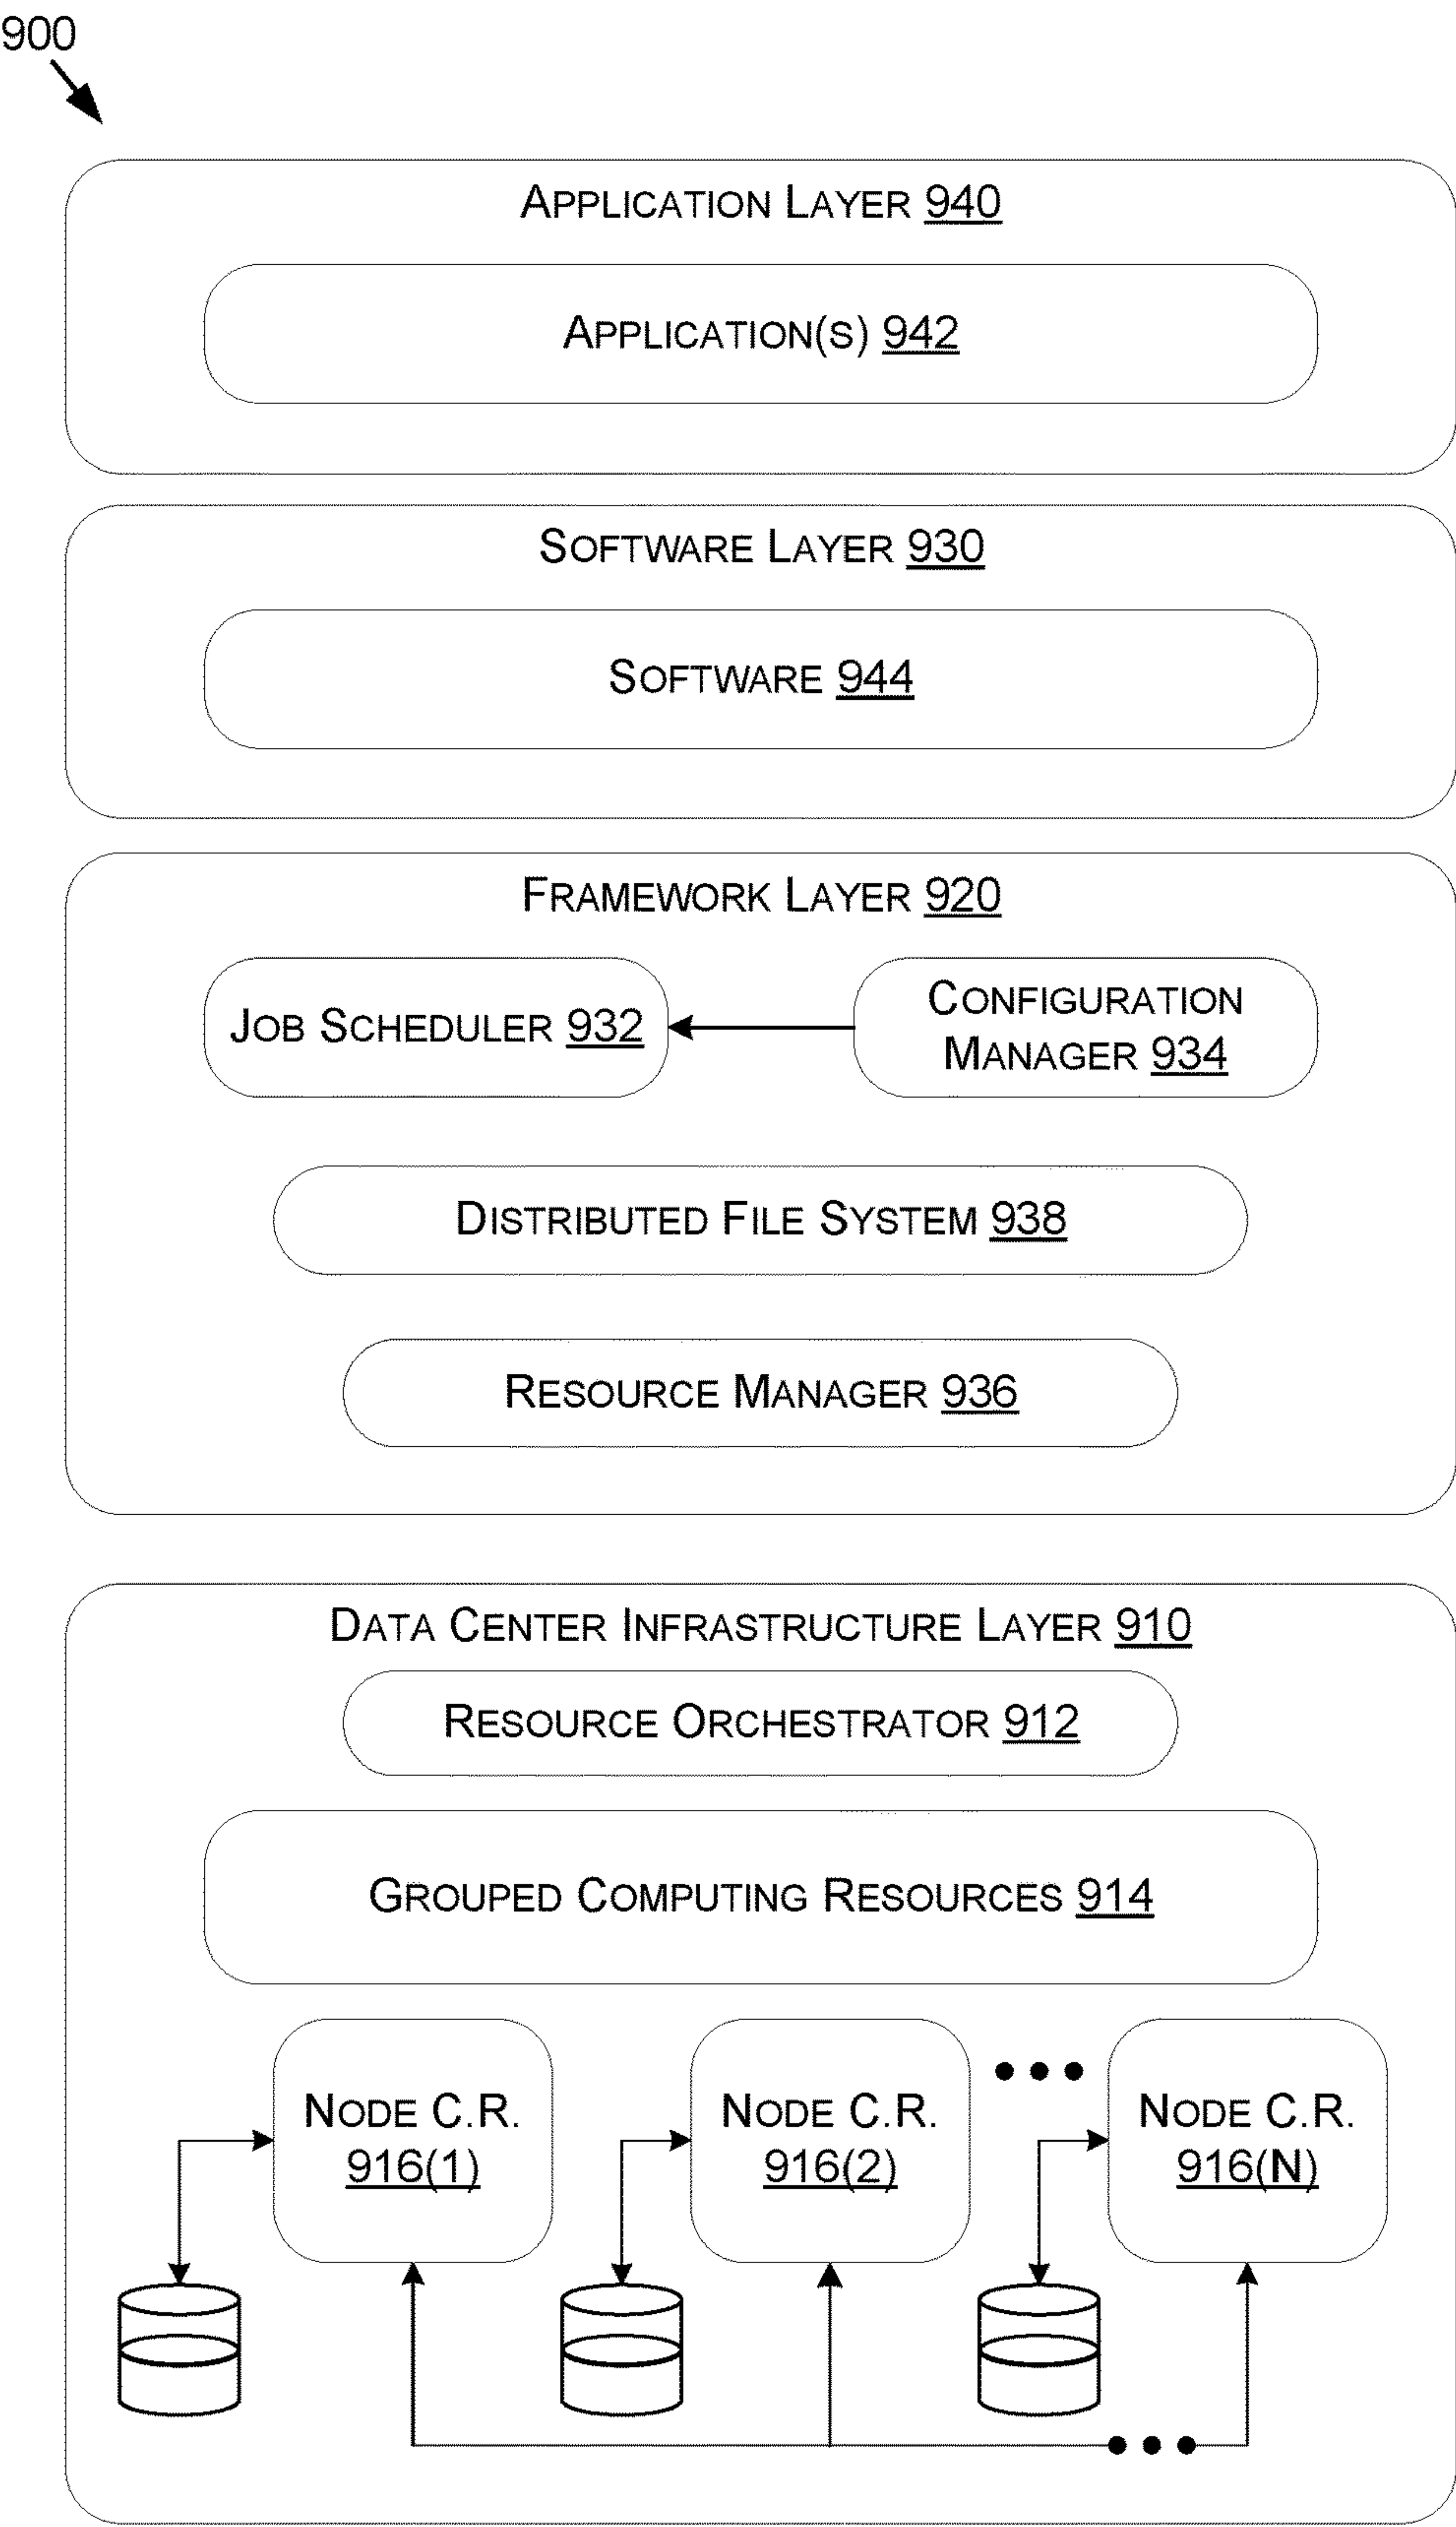 900
APPLICATION LAYER 940
APPLICATION(S) 942
SOFTWARE LAYER 930
SOFTWARE 944
FRAMEWORK LAYER 920
JOB SCHEDULER 932
CONFIGURATION
MANAGER 934
DISTRIBUTED FILE SYSTEM 938
RESOURCE MANAGER 936
DATA CENTER INFRASTRUCTURE LAYER 910
RESOURCE ORCHESTRATOR 912
GROUPED COMPUTING RESOURCES 914
NODE C.R.
916(1)
NODE C.R.
916(2)
NODE C.R.
916(N)